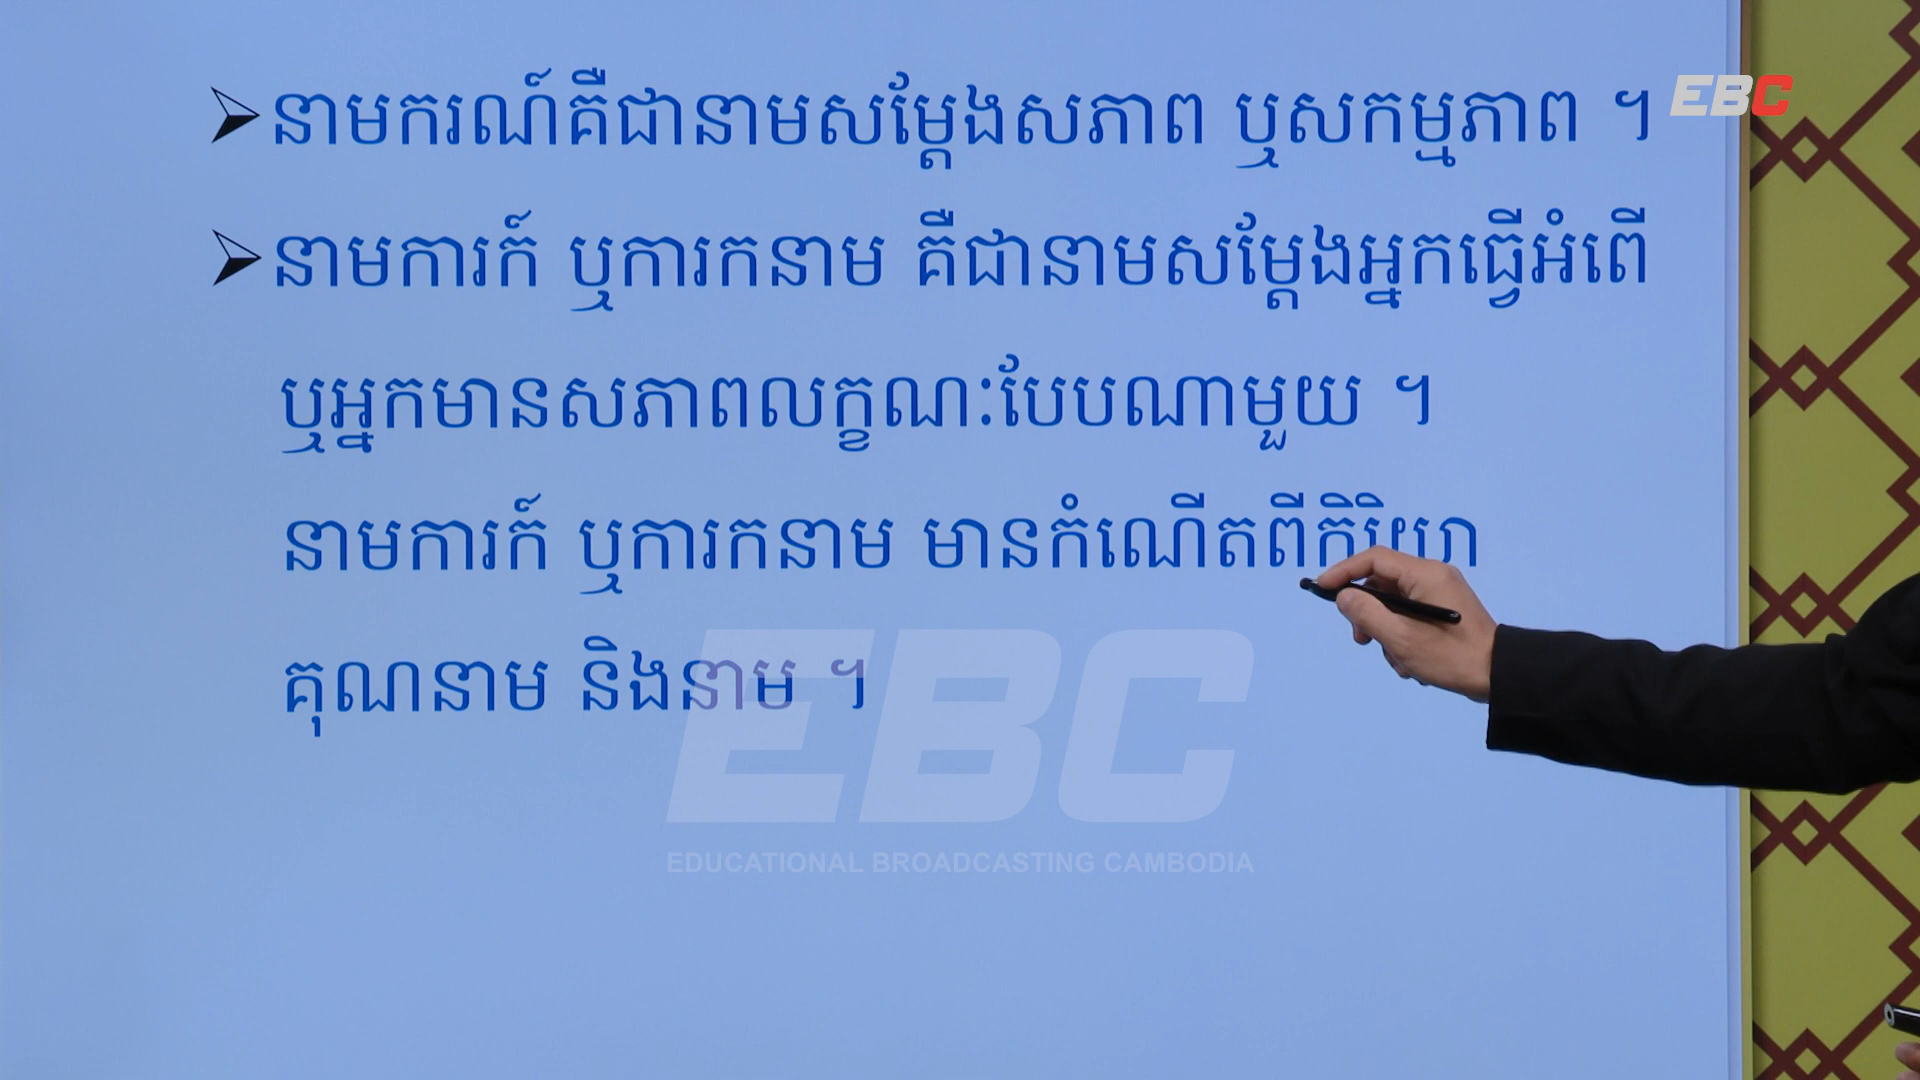 នាមករណ៍គឺជានាមសម្ដែងសភាព ឬសកម្មភាព ។
EBC
នាមការក៍ ឬការកនាម គឺជានាមសម្ដែងអ្នកធ្វើអំពើ
ឬអ្នកមានសភាពលក្ខណៈបែបណាមួយ ។
នាមការក៍ ឬការកនាម មានកំណើតពីកិរិយា
គុណនាម និងនាម ។
EBC
EDUCATIONAL BROADCASTING CAMBODIA